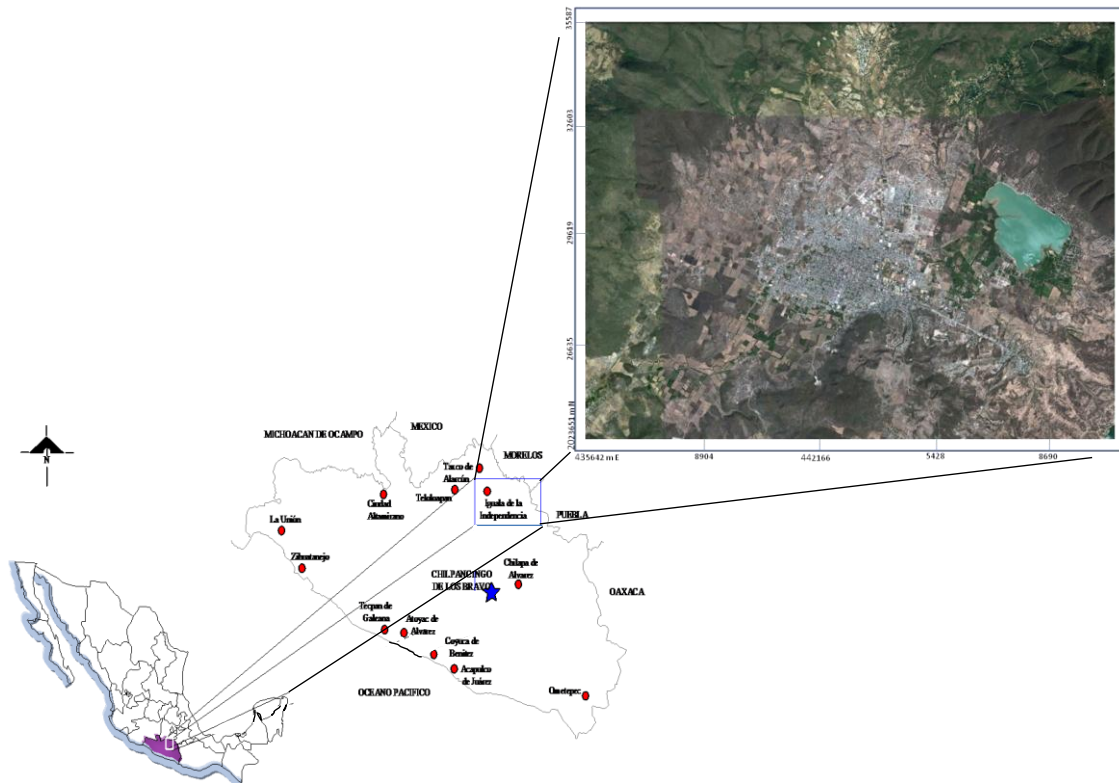 35587
32603
29619
26635
2023651 m N
435642 m E
8904
442166
5428
8690
N
MICHOACAN DE OCAMPO
MEXICO
MORELOS
Taxco de
Alarcón
Teloloapan
Iguala de la
Independencia
Ciudad
Altamirano
PUEBLA
La Unión
Zihuatanejo
Chilapa de
Alvarez
CHILPANCINGO
DE LOS BRAVO
OAXACA
Tecpan de
Galeana
Atoyac de
Alvarez
Coyuca de
Benitez
Acapulco
de Juárez
OCEANO PACIFICO
Ometepec